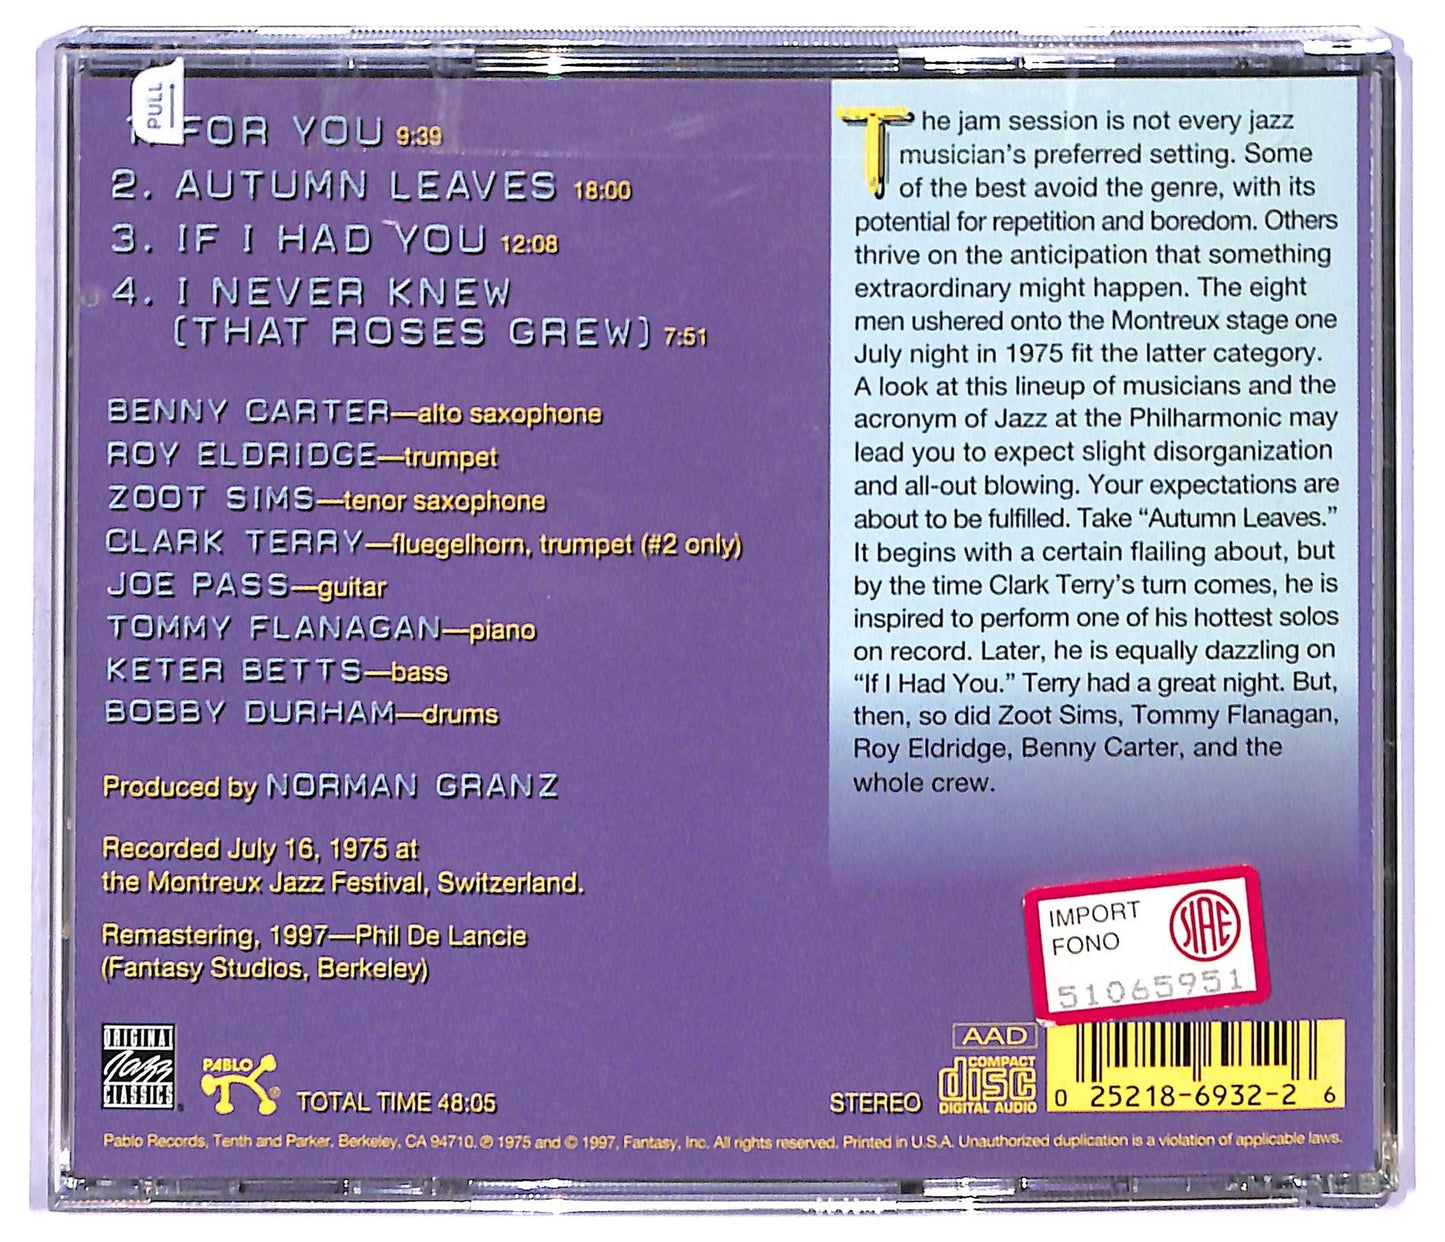 PULL
1. FOR YOU 9:39
2. AUTUMN LEAVES 18:00
3. IF I HAD YOU 12:08
4. I NEVER KNEW
(THAT ROSES GREW) 7:51
BENNY CARTER—alto saxophone
ROY ELDRIDGE—trumpet
ZOOT SIMS—tenor saxophone
CLARK TERRY—fluegelhorn, trumpet (#2 only)
JOE PASS—guitar
TOMMY FLANAGAN—piano
KETER BETTS—bass
BOBBY DURHAM—drums
Produced by NORMAN GRANZ
Recorded July 16, 1975 at
the Montreux Jazz Festival, Switzerland.
Remastering, 1997—Phil De Lancie
(Fantasy Studios, Berkeley)
The jam session is not every jazz
musician's preferred setting. Some
of the best avoid the genre, with its
potential for repetition and boredom. Others
thrive on the anticipation that something
extraordinary might happen. The eight
men ushered onto the Montreux stage one
July night in 1975 fit the latter category.
A look at this lineup of musicians and the
acronym of Jazz at the Philharmonic may
lead you to expect slight disorganization
and all-out blowing. Your expectations are
about to be fulfilled. Take “Autumn Leaves.”
It begins with a certain flailing about, but
by the time Clark Terry's turn comes, he is
inspired to perform one of his hottest solos
on record. Later, he is equally dazzling on
“If I Had You.” Terry had a great night. But,
then, so did Zoot Sims, Tommy Flanagan,
Roy Eldridge, Benny Carter, and the
whole crew.
IMPORT
FONO
SIAE
51065951
ORIGINAL
Jazz
CLASSICS
PABLO
®
TOTAL TIME 48:05
STEREO
AAD
COMPACT
disc
DIGITAL AUDIO
0 25218-6932-2 6
Pablo Records, Tenth and Parker, Berkeley, CA 94710. ℗ 1975 and © 1997, Fantasy, Inc. All rights reserved. Printed in U.S.A. Unauthorized duplication is a violation of applicable laws.